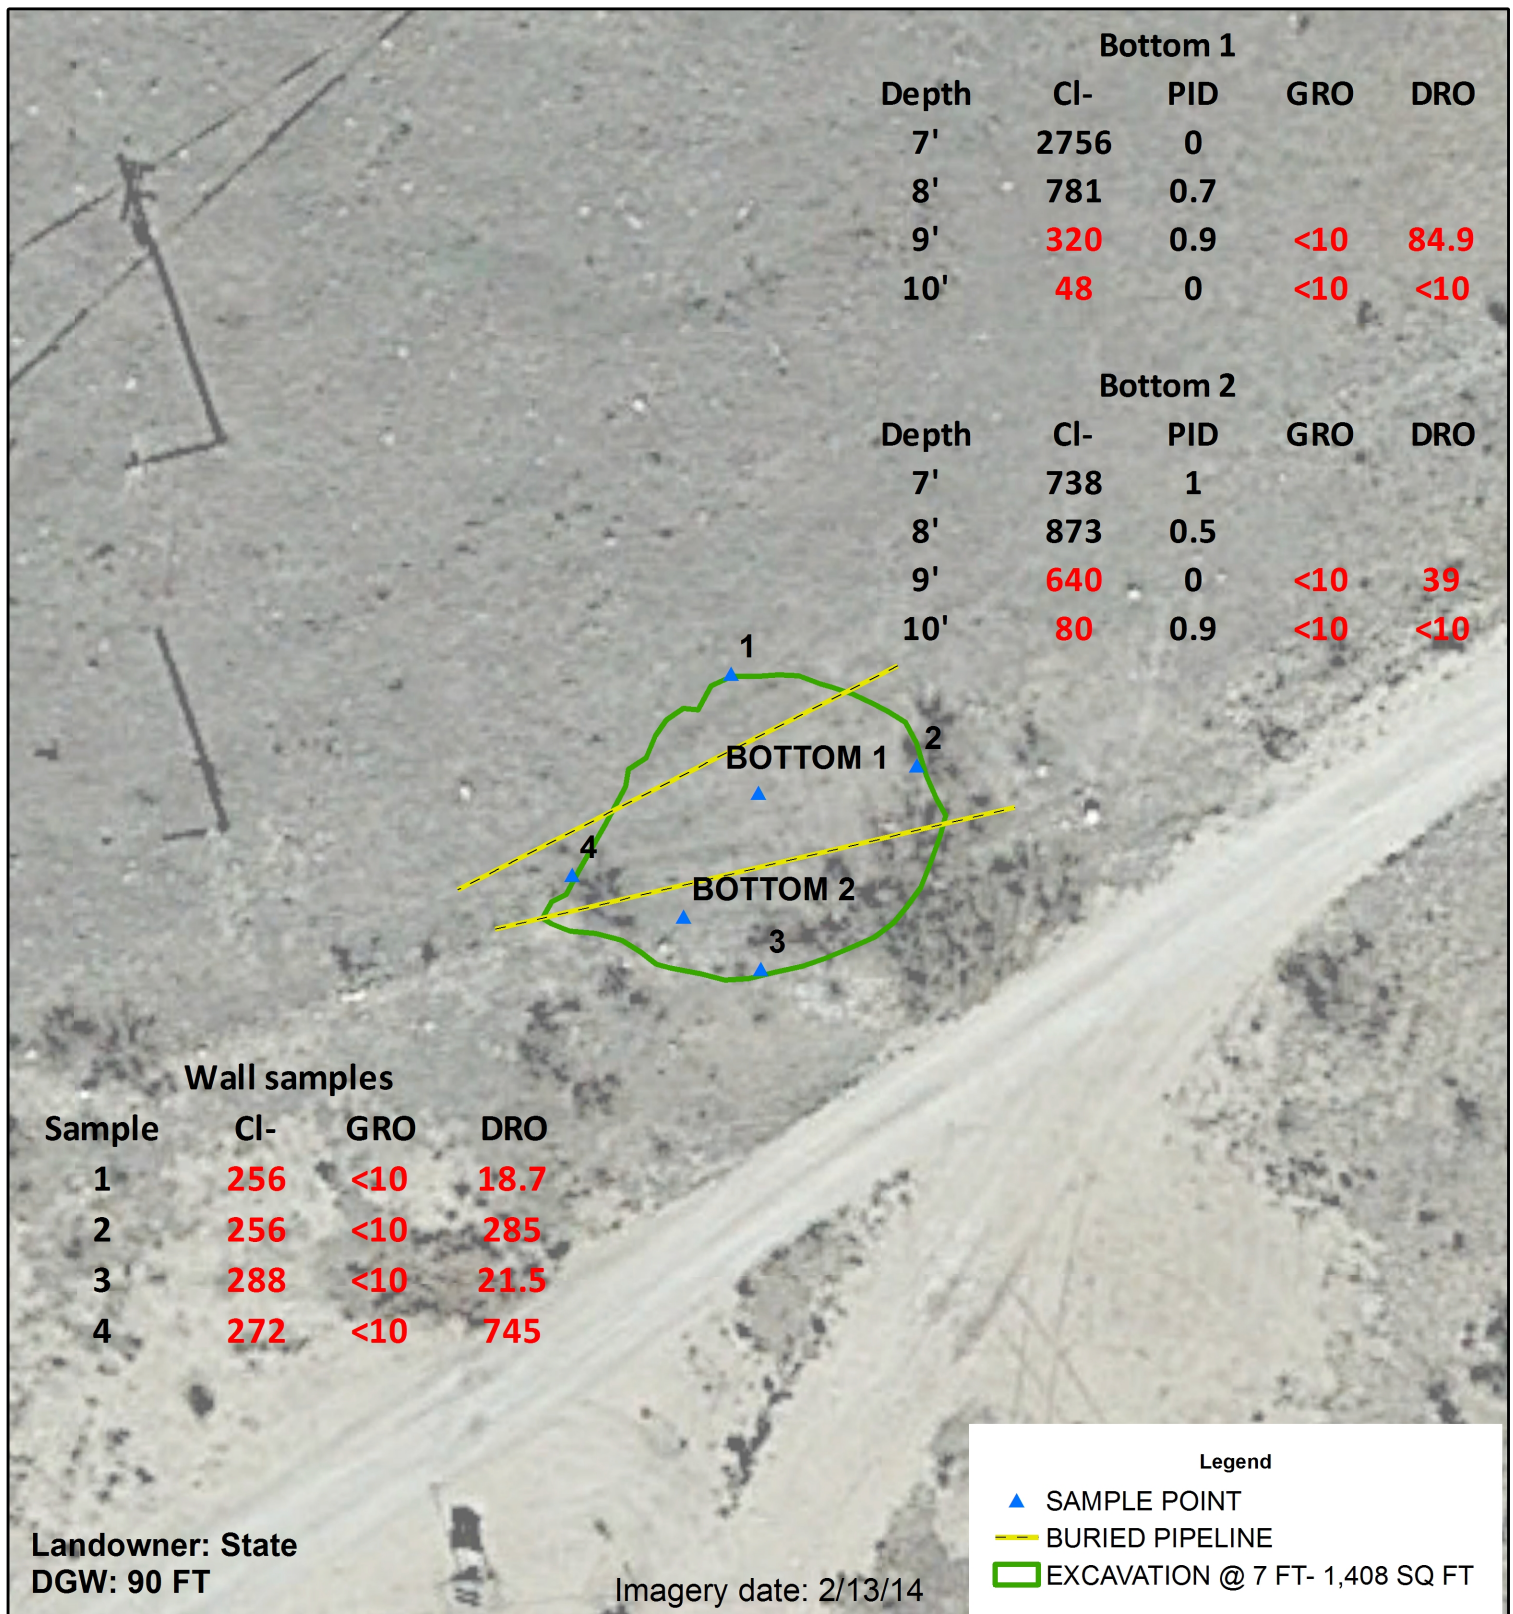 Bottom 1
Depth Cl- PID GRO DRO
7' 2756 0
8' 781 0.7
9' 320 0.9 <10 84.9
10' 48 0 <10 <10
Bottom 2
Depth Cl- PID GRO DRO
7' 738 1
8' 873 0.5
9' 640 0 <10 39
10' 80 0.9 <10 <10
1
2
BOTTOM 1
4
BOTTOM 2
3
Wall samples
Sample Cl- GRO DRO
1 256 <10 18.7
2 256 <10 285
3 288 <10 21.5
4 272 <10 745
Legend
SAMPLE POINT
BURIED PIPELINE
EXCAVATION @ 7 FT- 1,408 SQ FT
Landowner: State
DGW: 90 FT
Imagery date: 2/13/14